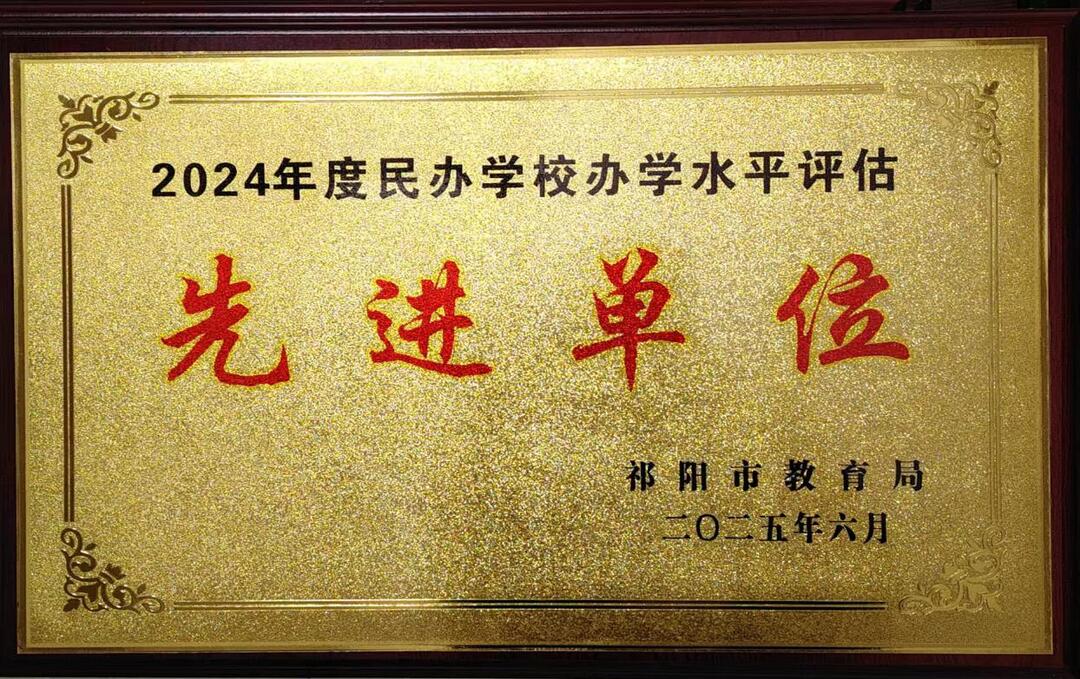 2024年度民办学校办学水平评估
先进单位
祁阳市教育局
二〇二五年六月